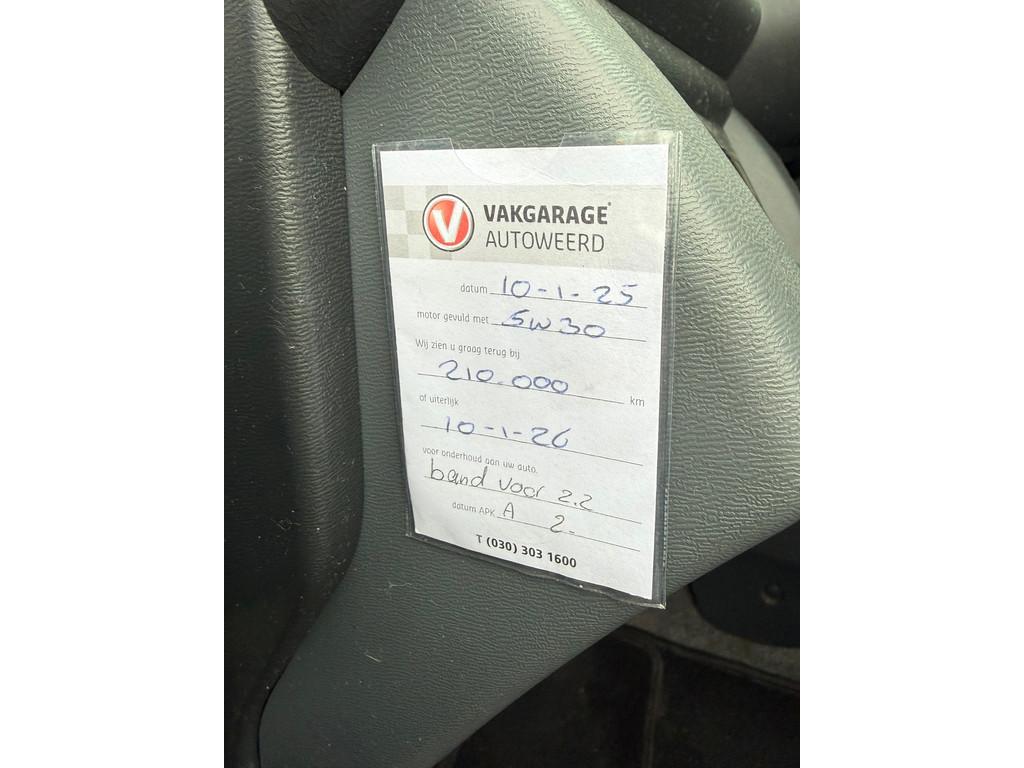 V
VAKGARAGE®
AUTOWEERD
datum 10-1-25
motor gevuld met 5W30
Wij zien u graag terug bij
210.000 km
of uiterlijk
10-1-26
voor onderhoud aan uw auto.
band voor 2.2
datum APK A 2.
T (030) 303 1600